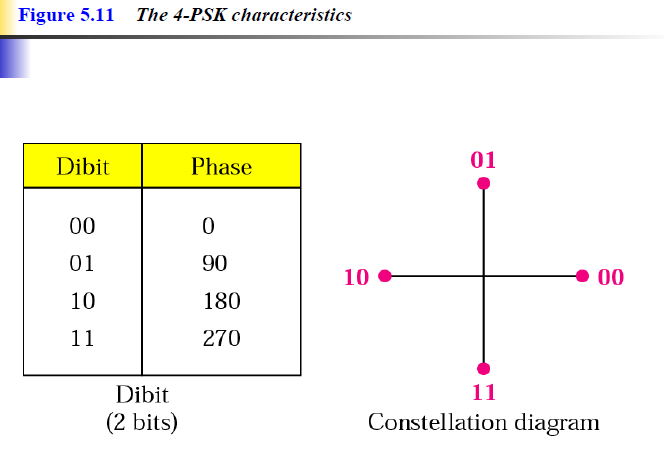 Figure 5.11 The 4-PSK characteristics
Dibit Phase
00 0
01 90
10 180
11 270
Dibit
(2 bits)
01
10
00
11
Constellation diagram